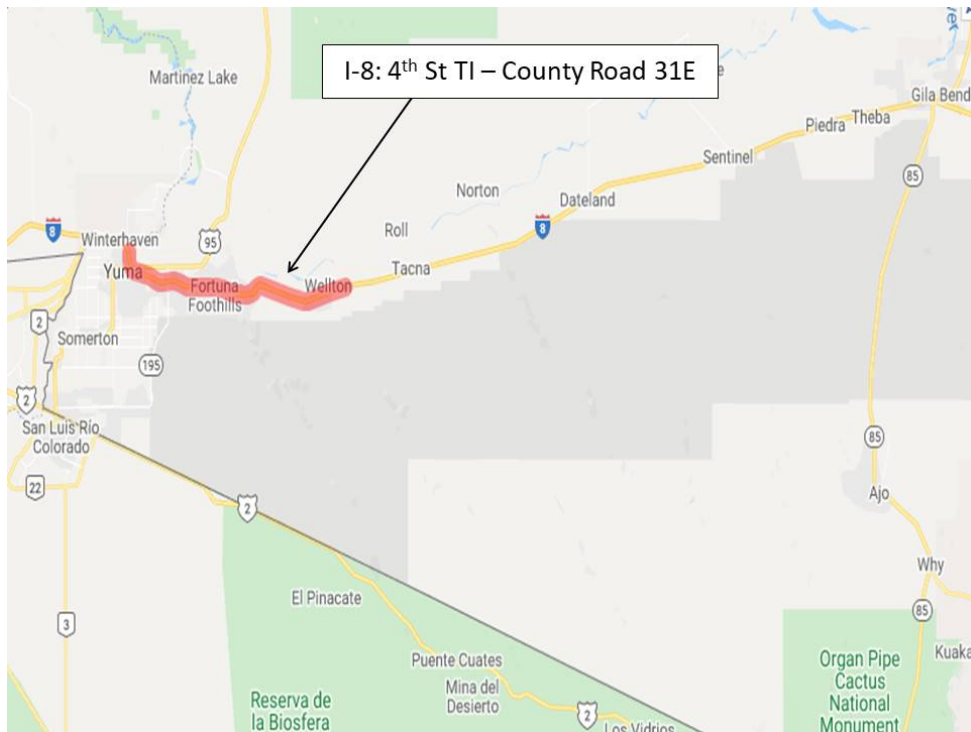 I-8: 4th St TI – County Road 31E
Martinez Lake
Gila Bend
Theba
Piedra
Sentinel
85
Norton
Dateland
8
Roll
8
95
Winterhaven
Tacna
Yuma
Fortuna
Foothills
Wellton
2
Somerton
195
2
San Luis Río
Colorado
85
22
Ajo
2
Why
El Pinacate
85
3
Puente Cuates
Mina del
Desierto
Organ Pipe
Cactus
National
Monument
Kuaka
Reserva de
la Biosfera
2
Los Vidrios